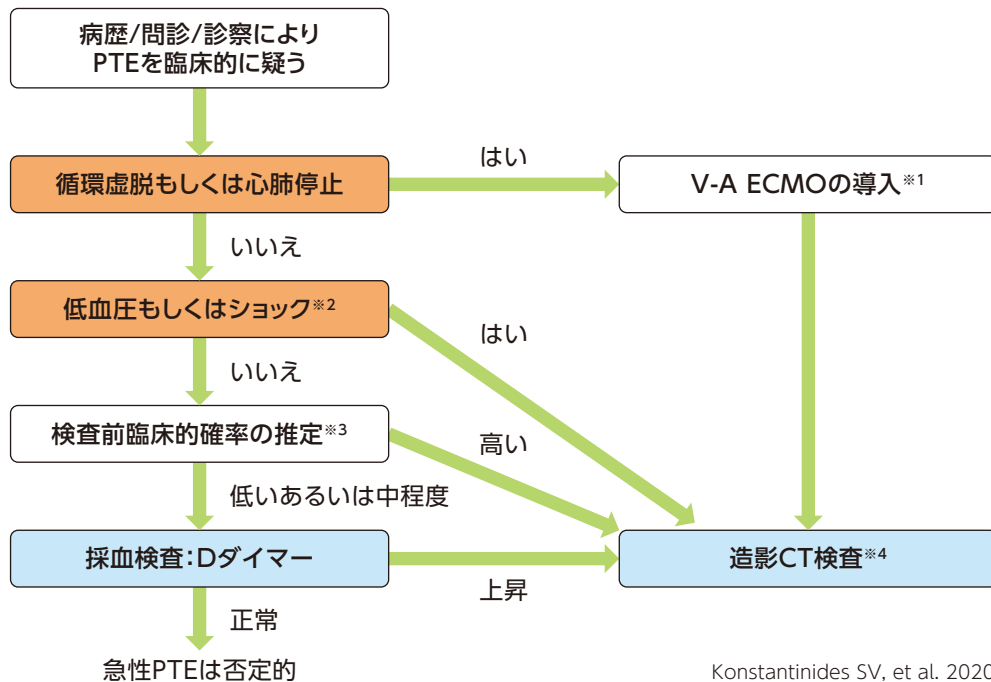 病歴/問診/診察により
PTEを臨床的に疑う
循環虚脱もしくは心肺停止
はい
V-A ECMOの導入※1
いいえ
低血圧もしくはショック※2
はい
いいえ
検査前臨床的確率の推定※3
高い
低いあるいは中程度
採血検査:Dダイマー
上昇
造影CT検査※4
正常
急性PTEは否定的
Konstantinides SV, et al. 2020